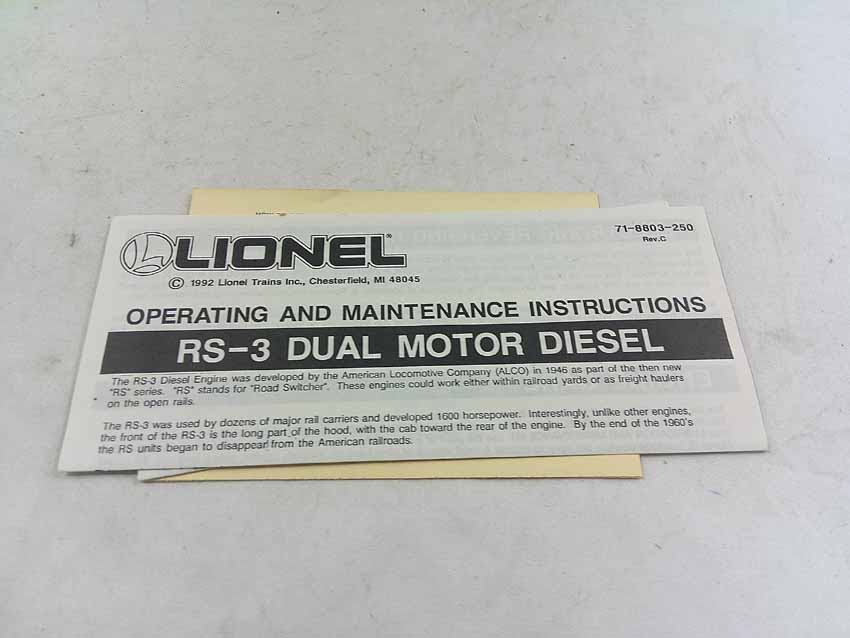 LIONEL®
71-8803-250
Rev.C
© 1992 Lionel Trains Inc., Chesterfield, MI 48045
OPERATING AND MAINTENANCE INSTRUCTIONS
RS-3 DUAL MOTOR DIESEL
The RS-3 Diesel Engine was developed by the American Locomotive Company (ALCO) in 1946 as part of the then new
"RS" series. "RS" stands for "Road Switcher". These engines could work either within railroad yards or as freight haulers
on the open rails.
The RS-3 was used by dozens of major rail carriers and developed 1600 horsepower. Interestingly, unlike other engines,
the front of the RS-3 is the long part of the hood, with the cab toward the rear of the engine. By the end of the 1960's
the RS units began to disappear from the American railroads.